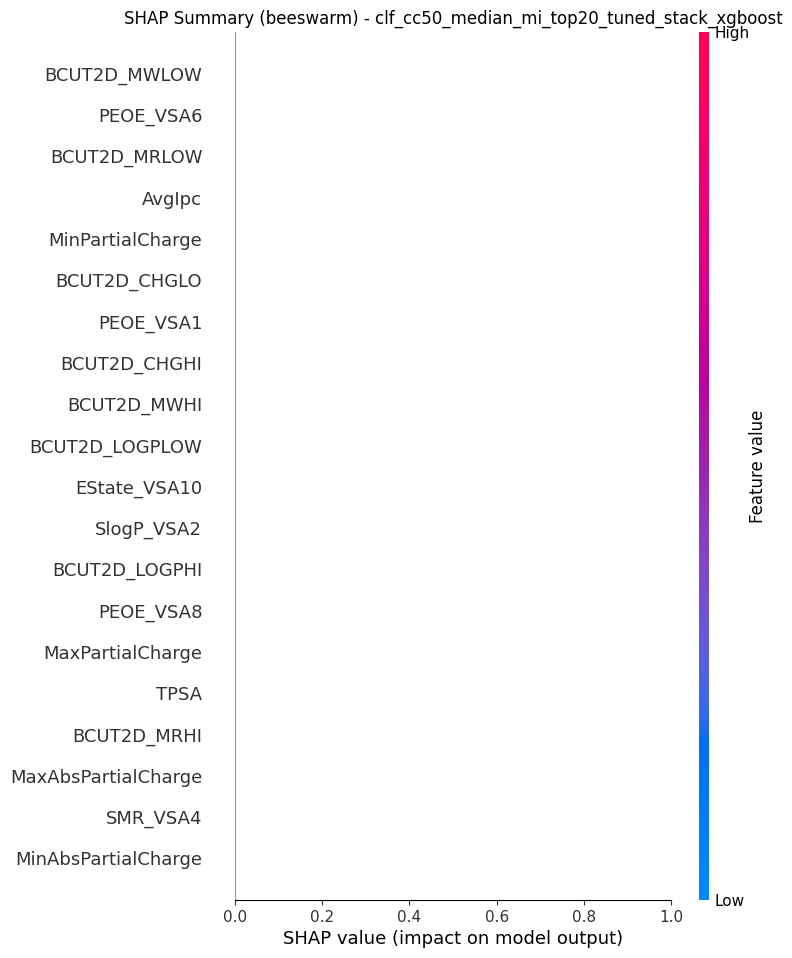 SHAP Summary (beeswarm) - clf_cc50_median_mi_top20_tuned_stack_xgboost
High
BCUT2D_MWLOW
PEOE_VSA6
BCUT2D_MRLOW
AvgIpc
MinPartialCharge
BCUT2D_CHGLO
PEOE_VSA1
BCUT2D_CHGHI
BCUT2D_MWHI
BCUT2D_LOGPLOW
EState_VSA10
SlogP_VSA2
BCUT2D_LOGPHI
PEOE_VSA8
MaxPartialCharge
TPSA
BCUT2D_MRHI
MaxAbsPartialCharge
SMR_VSA4
MinAbsPartialCharge
Feature value
Low
0.0 0.2 0.4 0.6 0.8 1.0
SHAP value (impact on model output)